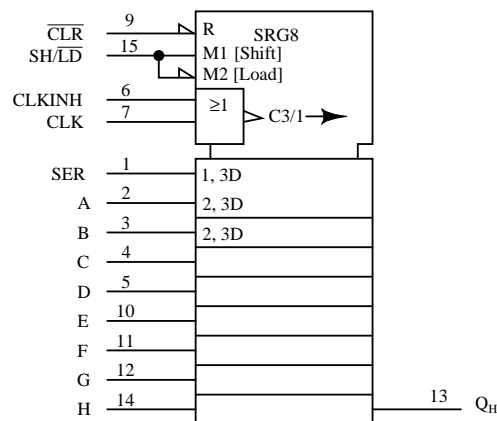 9 SRG8
CLR R
15
SH/LD M1 [Shift]
M2 [Load]
6
CLKINH ≥1
7 C3/1
CLK
1
SER 1, 3D
2
A 2, 3D
3
B 2, 3D
4
C
5
D
10
E
11
F
12
G
14 13
H Q_H